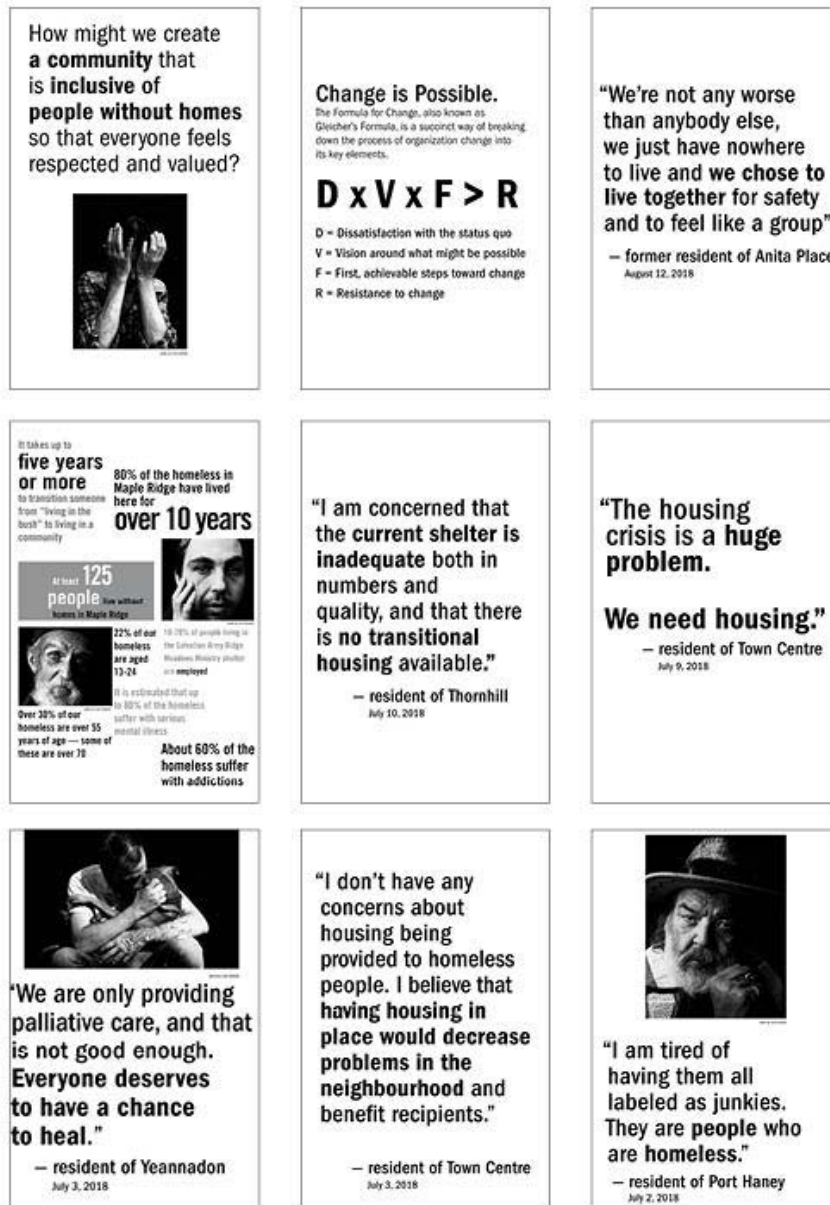 How might we create
a community that
is inclusive of
people without homes
so that everyone feels
respected and valued?
Change is Possible.
The Formula for Change, also known as
Gleicher's Formula, is a succinct way of breaking
down the process of organization change into
its key elements.
D x V x F > R
D = Dissatisfaction with the status quo
V = Vision around what might be possible
F = First, achievable steps toward change
R = Resistance to change
“We're not any worse
than anybody else,
we just have nowhere
to live and we chose to
live together for safety
and to feel like a group”
— former resident of Anita Place
August 12, 2018
It takes up to
five years
or more
to transition someone
from "living in the
bush" to living in a
community
80% of the homeless in
Maple Ridge have lived
here for
over 10 years
At least 125
people live without
homes in Maple Ridge
22% of our
homeless
are aged
13-24
of people living in
the Salvation Army Ridge
Meadows Ministry shelter
are employed
It is estimated that up
to 80% of the homeless
suffer with serious
mental illness
Over 30% of our
homeless are over 55
years of age — some of
these are over 70
About 60% of the
homeless suffer
with addictions
“I am concerned that
the current shelter is
inadequate both in
numbers and
quality, and that there
is no transitional
housing available.”
— resident of Thornhill
July 10, 2018
“The housing
crisis is a huge
problem.
We need housing.”
— resident of Town Centre
July 9, 2018
“We are only providing
palliative care, and that
is not good enough.
Everyone deserves
to have a chance
to heal.”
— resident of Yeannadon
July 3, 2018
“I don't have any
concerns about
housing being
provided to homeless
people. I believe that
having housing in
place would decrease
problems in the
neighbourhood and
benefit recipients.”
— resident of Town Centre
July 3, 2018
“I am tired of
having them all
labeled as junkies.
They are people who
are homeless.”
— resident of Port Haney
July 2, 2018